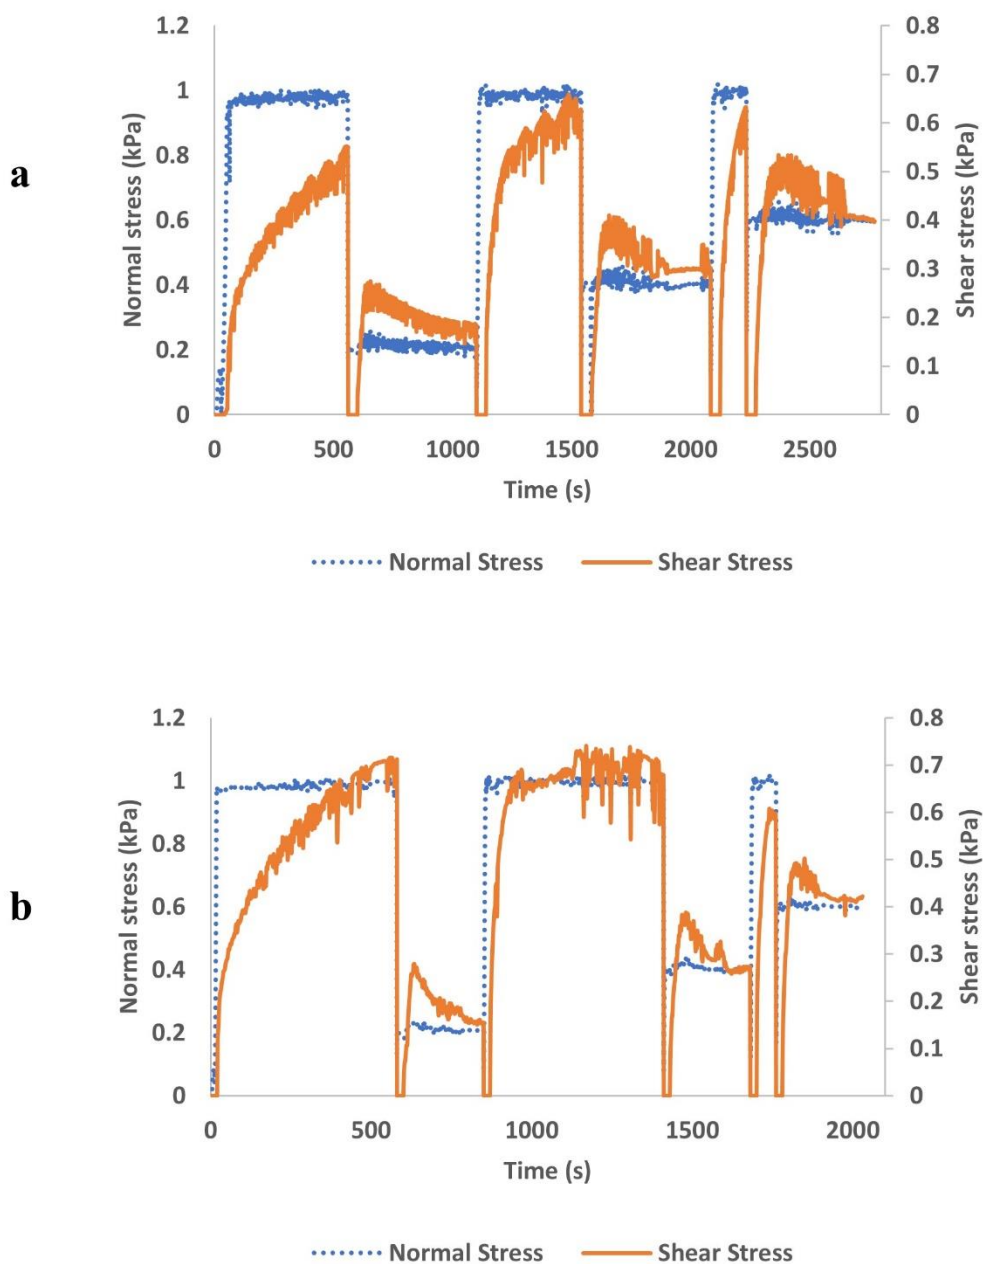 a
Normal stress (kPa)
1.2
1
0.8
0.6
0.4
0.2
0
0.8
0.7
0.6
0.5
0.4
0.3
0.2
0.1
0
Shear stress (kPa)
0 500 1000 1500 2000 2500
Time (s)
Normal Stress Shear Stress
b
Normal stress (kPa)
1.2
1
0.8
0.6
0.4
0.2
0
0.8
0.7
0.6
0.5
0.4
0.3
0.2
0.1
0
Shear stress (kPa)
0 500 1000 1500 2000
Time (s)
Normal Stress Shear Stress